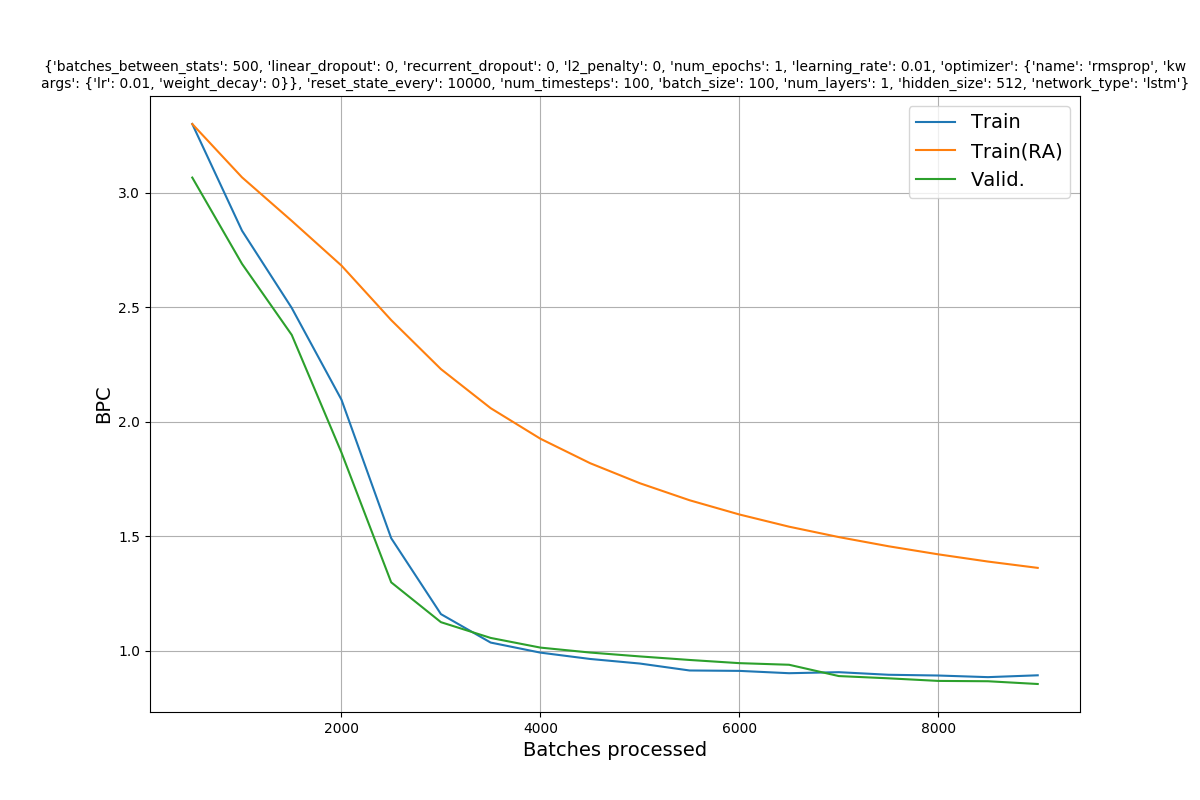 {'batches_between_stats': 500, 'linear_dropout': 0, 'recurrent_dropout': 0, 'l2_penalty': 0, 'num_epochs': 1, 'learning_rate': 0.01, 'optimizer': {'name': 'rmsprop', 'kw
args': {'lr': 0.01, 'weight_decay': 0}}, 'reset_state_every': 10000, 'num_timesteps': 100, 'batch_size': 100, 'num_layers': 1, 'hidden_size': 512, 'network_type': 'lstm'}
Train
Train(RA)
Valid.
3.0
2.5
2.0
1.5
1.0
BPC
2000
4000
6000
8000
Batches processed